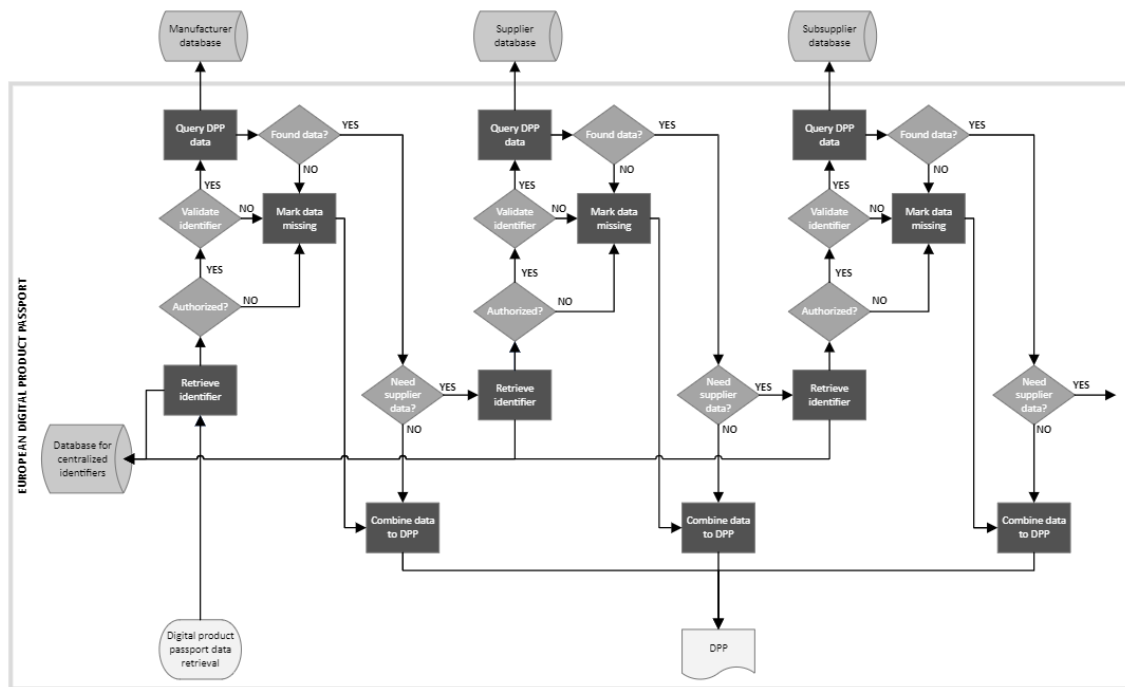 Manufacturer
database
Supplier
database
Subsupplier
database
EUROPEAN DIGITAL PRODUCT PASSPORT
Query DPP
data
Found data?
YES
NO
Validate
identifier
YES
NO
Mark data
missing
Authorized?
YES
NO
Retrieve
identifier
Need
supplier
data?
YES
NO
Combine data
to DPP
Query DPP
data
Found data?
YES
NO
Validate
identifier
YES
NO
Mark data
missing
Authorized?
YES
NO
Retrieve
identifier
Need
supplier
data?
YES
NO
Combine data
to DPP
Query DPP
data
Found data?
YES
NO
Validate
identifier
YES
NO
Mark data
missing
Authorized?
YES
NO
Retrieve
identifier
Need
supplier
data?
YES
NO
Combine data
to DPP
Database for
centralized
identifiers
Digital product
passport data
retrieval
DPP